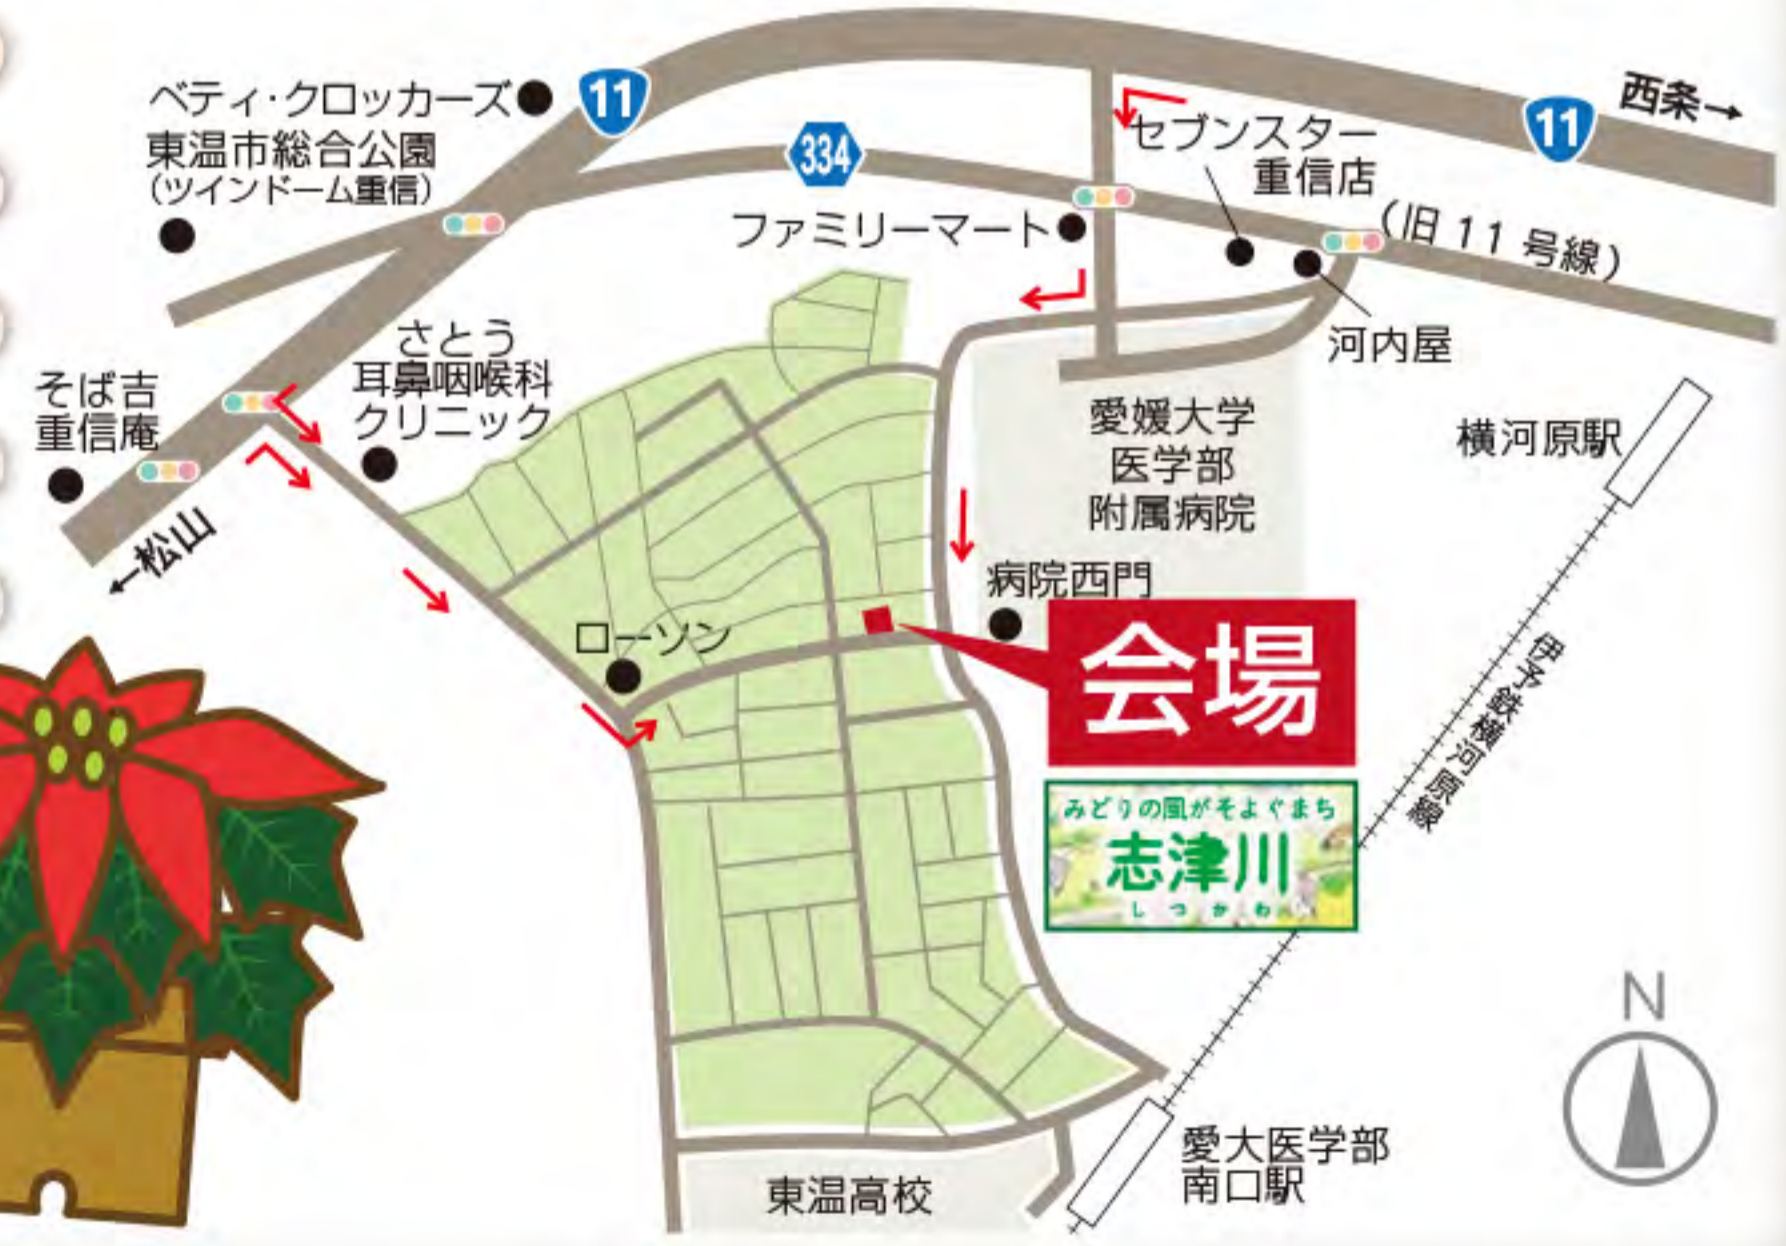 ベティ・クロッカーズ
11
東温市総合公園
(ツインドーム重信)
334
西条→
11
セブンスター
重信店
ファミリーマート
(旧 11 号線)
河内屋
さとう
耳鼻咽喉科
クリニック
そば吉
重信庵
←松山
愛媛大学
医学部
附属病院
横河原駅
病院西門
ローソン
会場
伊予鉄横河原線
みどりの風がそよぐまち
志津川
しつかわ
N
愛大医学部
南口駅
東温高校